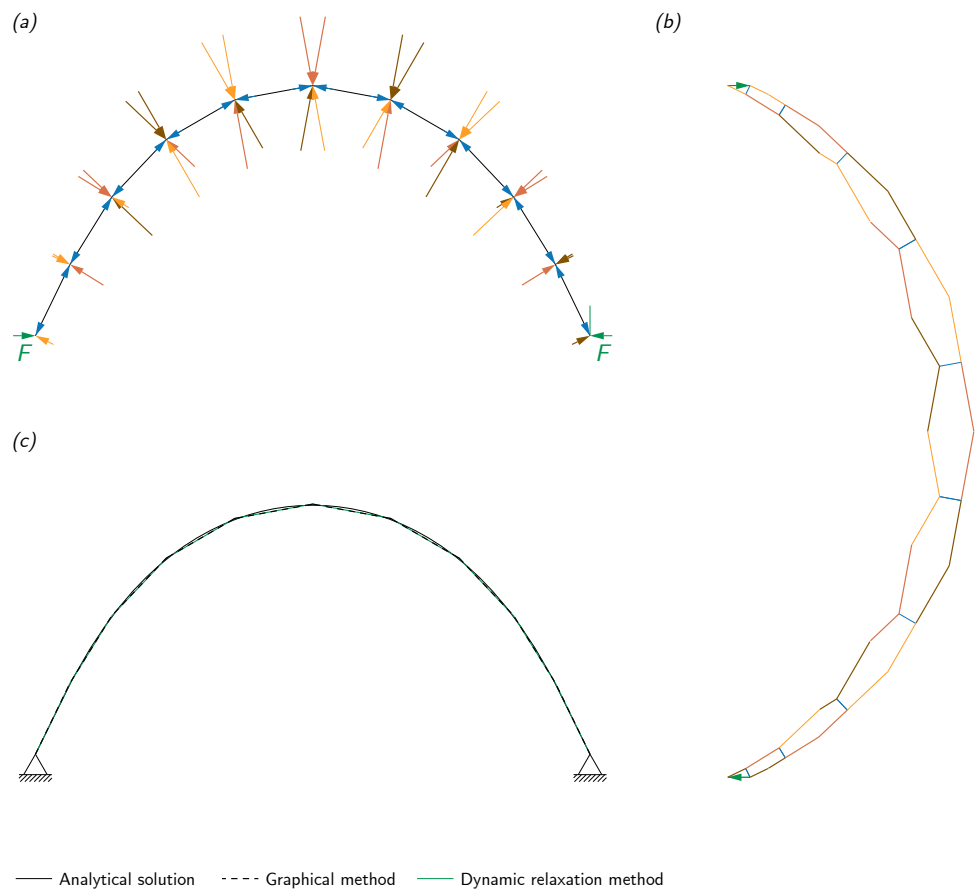 (a)
(b)
F
F
(c)
Analytical solution
Graphical method
Dynamic relaxation method